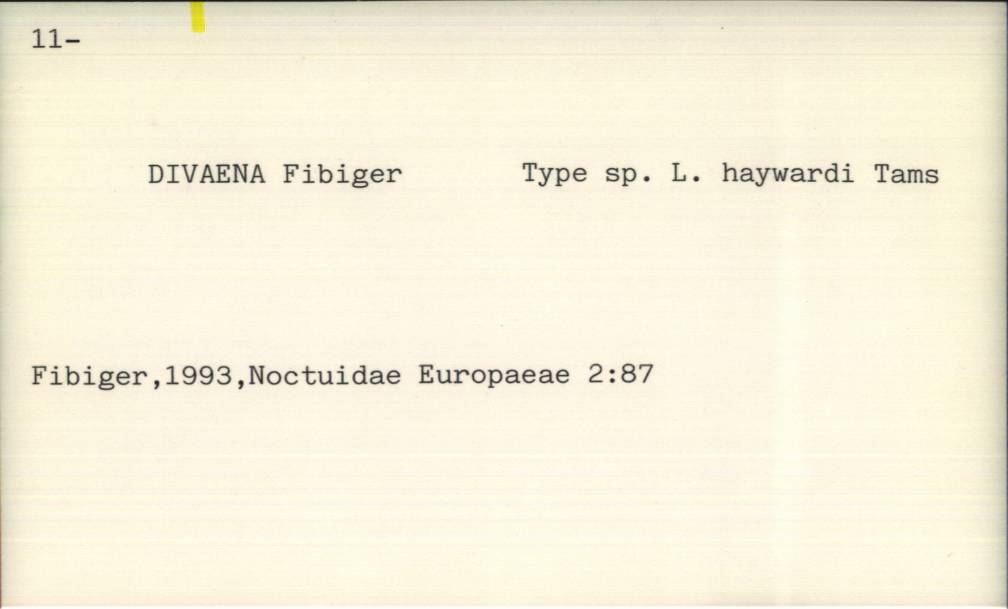 11-
DIVAENA Fibiger Type sp. L. haywardi Tams
Fibiger,1993,Noctuidae Europaeae 2:87